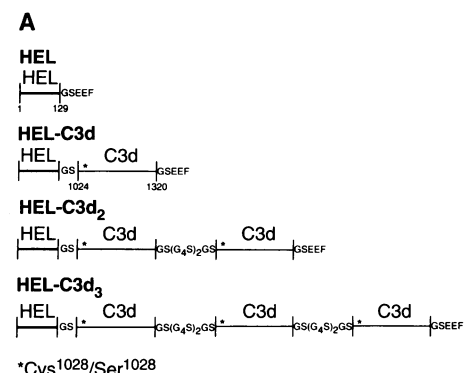 A
HEL
HEL
GSEEF
1 129
HEL-C3d
HEL GS * C3d GSEEF
1024 1320
HEL-C3d₂
HEL GS * C3d GS(G₄S)₂GS * C3d GSEEF
HEL-C3d₃
HEL GS * C3d GS(G₄S)₂GS * C3d GS(G₄S)₂GS * C3d GSEEF
*Cys¹⁰²⁸/Ser¹⁰²⁸